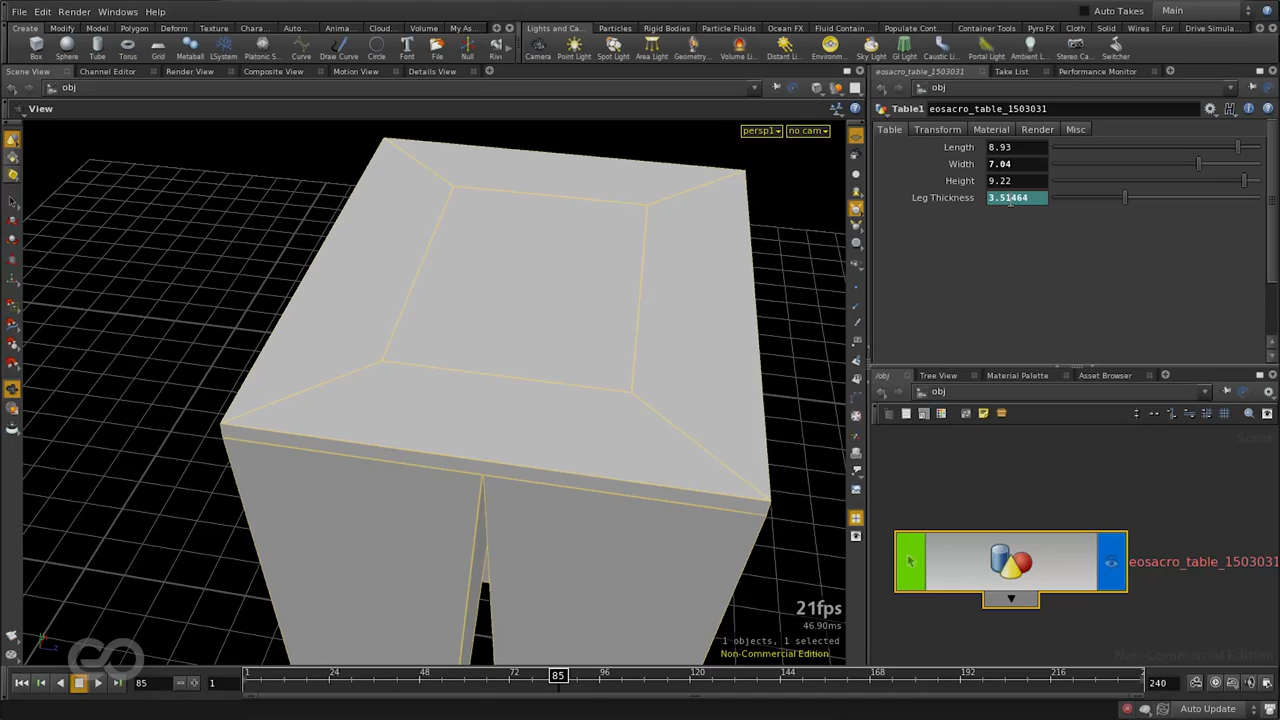 File Edit Render Windows Help
Auto Takes Main
Create Modify Model Polygon Deform Texture Chara... Auto... Anima... Cloud... Volume My As...
Lights and Ca... Particles Rigid Bodies Particle Fluids Ocean FX Fluid Contain... Populate Cont... Container Tools Pyro FX Cloth Solid Wires Fur Drive Simula...
Box Sphere Tube Torus Grid Metaball LSystem Platonic S... Curve Draw Curve Circle Font File Null Rivi
Camera Point Light Spot Light Area Light Geometry... Volume Li... Distant Li... Environm... Sky Light GI Light Caustic Li... Portal Light Ambient L... Stereo Ca... Switcher
Scene View Channel Editor Render View Composite View Motion View Details View
eosacro_table_1503031 Take List Performance Monitor
obj
obj
View
Table1 eosacro_table_1503031
persp1 no cam
Table Transform Material Render Misc
Length 8.93
Width 7.04
Height 9.22
Leg Thickness 3.51464
/obj Tree View Material Palette Asset Browser
obj
Scene
eosacro_table_1503031
21fps
46.90ms
1 objects, 1 selected
Non-Commercial Edition
Non-Commercial Edition
85 1
1 24 48 72 85 96 120 144 168 192 216 2
240
Auto Update